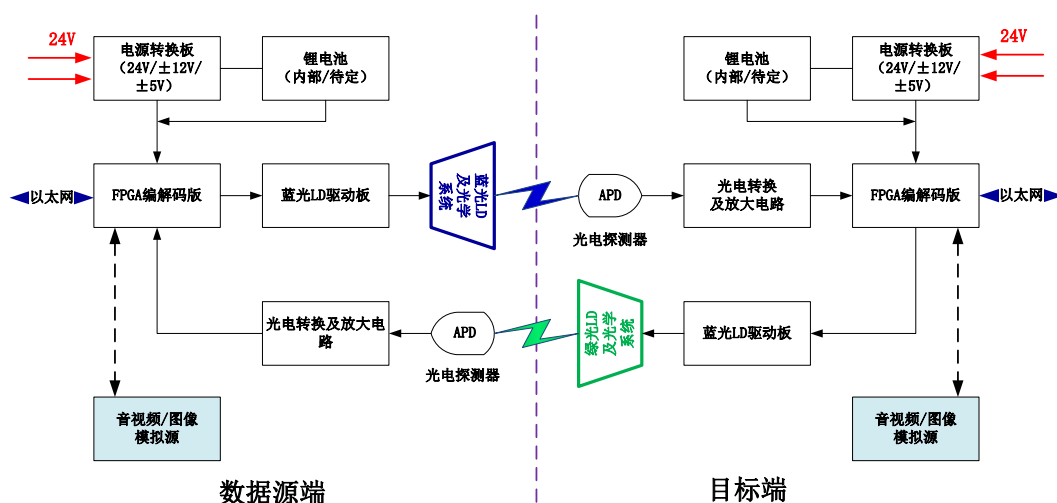 24V
电源转换板
（24V/±12V/
±5V）
锂电池
（内部/待定）
锂电池
（内部/待定）
电源转换板
（24V/±12V/
±5V）
24V
以太网
FPGA编解码版
蓝光LD驱动板
蓝光LD
及光学
系统
APD
光电探测器
光电转换
及放大电路
FPGA编解码版
以太网
光电转换及放大电
路
APD
光电探测器
绿光LD
及光学
系统
蓝光LD驱动板
音视频/图像
模拟源
音视频/图像
模拟源
数据源端
目标端